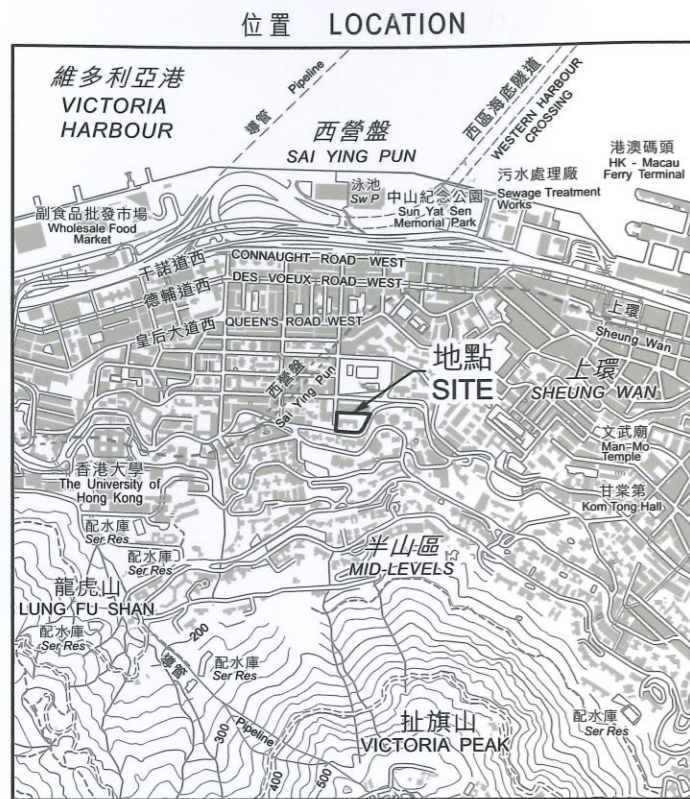 位置 LOCATION
維多利亞港
VICTORIA
HARBOUR
導管
Pipeline
西區海底隧道
WESTERN HARBOUR
CROSSING
西營盤
SAI YING PUN
港澳碼頭
HK - Macau
Ferry Terminal
泳池
Sw P
中山紀念公園
Sun Yat Sen
Memorial Park
污水處理廠
Sewage Treatment
Works
副食品批發市場
Wholesale Food
Market
干諾道西
CONNAUGHT ROAD WEST
德輔道西
DES VOEUX ROAD WEST
皇后大道西
QUEEN'S ROAD WEST
上環
Sheung Wan
西營盤
Sai Ying Pun
地點
SITE
上環
SHEUNG WAN
文武廟
Man-Mo
Temple
香港大學
The University of
Hong Kong
甘棠第
Kom Tong Hall
配水庫
Ser Res
配水庫
Ser Res
半山區
MID-LEVELS
龍虎山
LUNG FU SHAN
配水庫
Ser Res
200
導管
配水庫
Ser Res
扯旗山
VICTORIA PEAK
配水庫
Ser Res
300
Pipeline
400
500